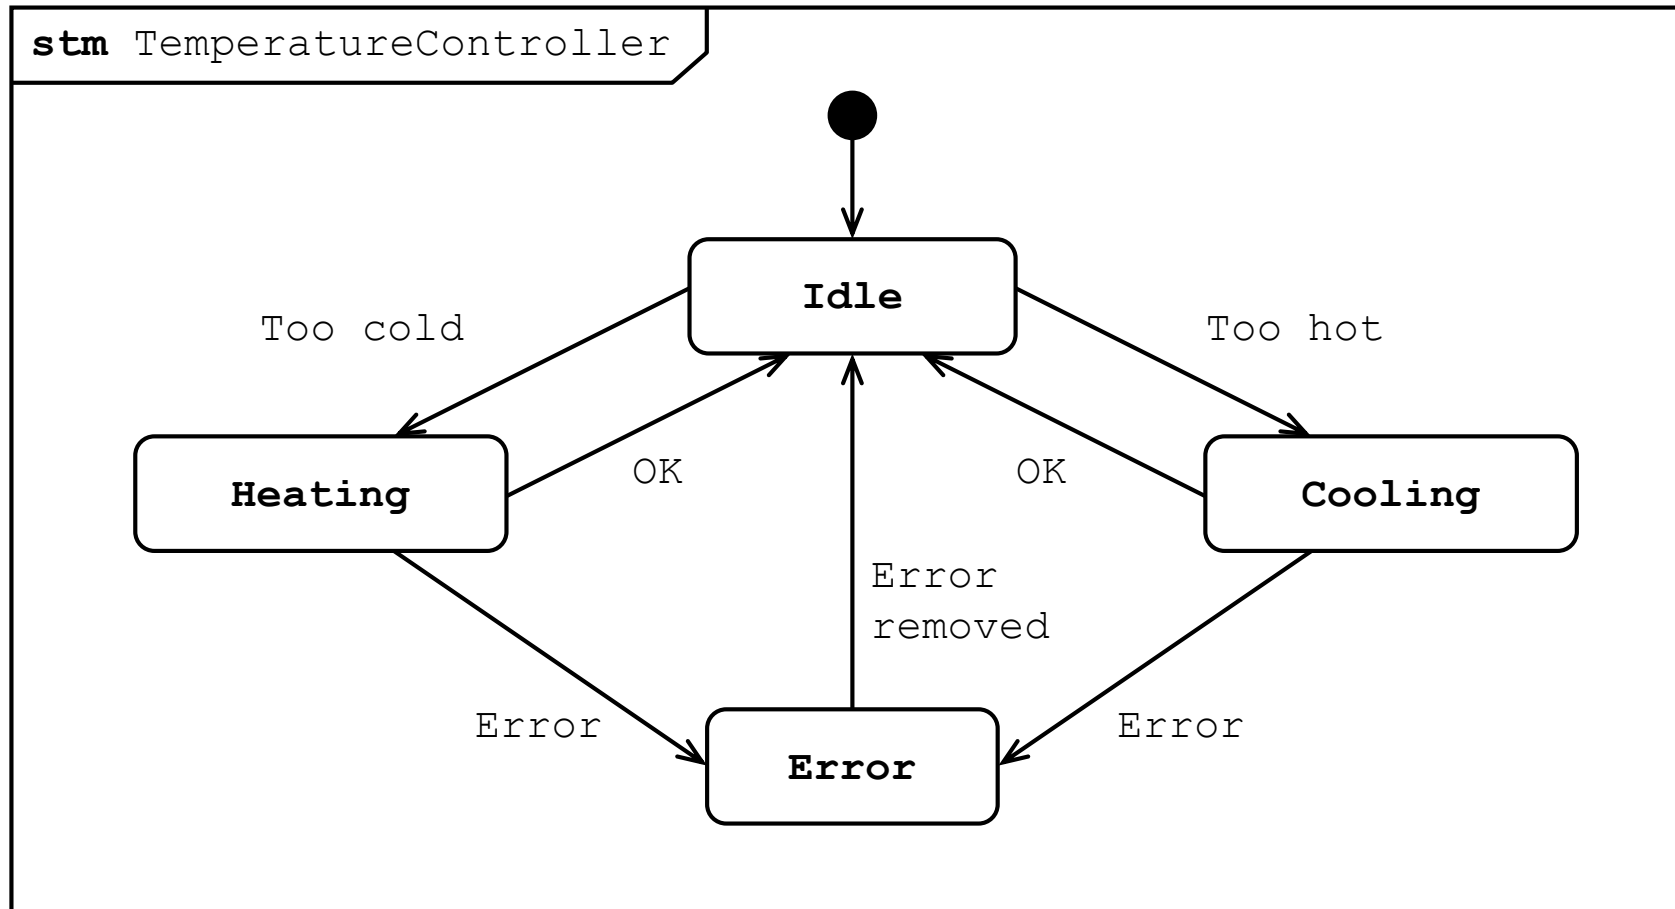 stm TemperatureController
Idle
Too cold
Too hot
OK
OK
Heating
Cooling
Error
removed
Error
Error
Error